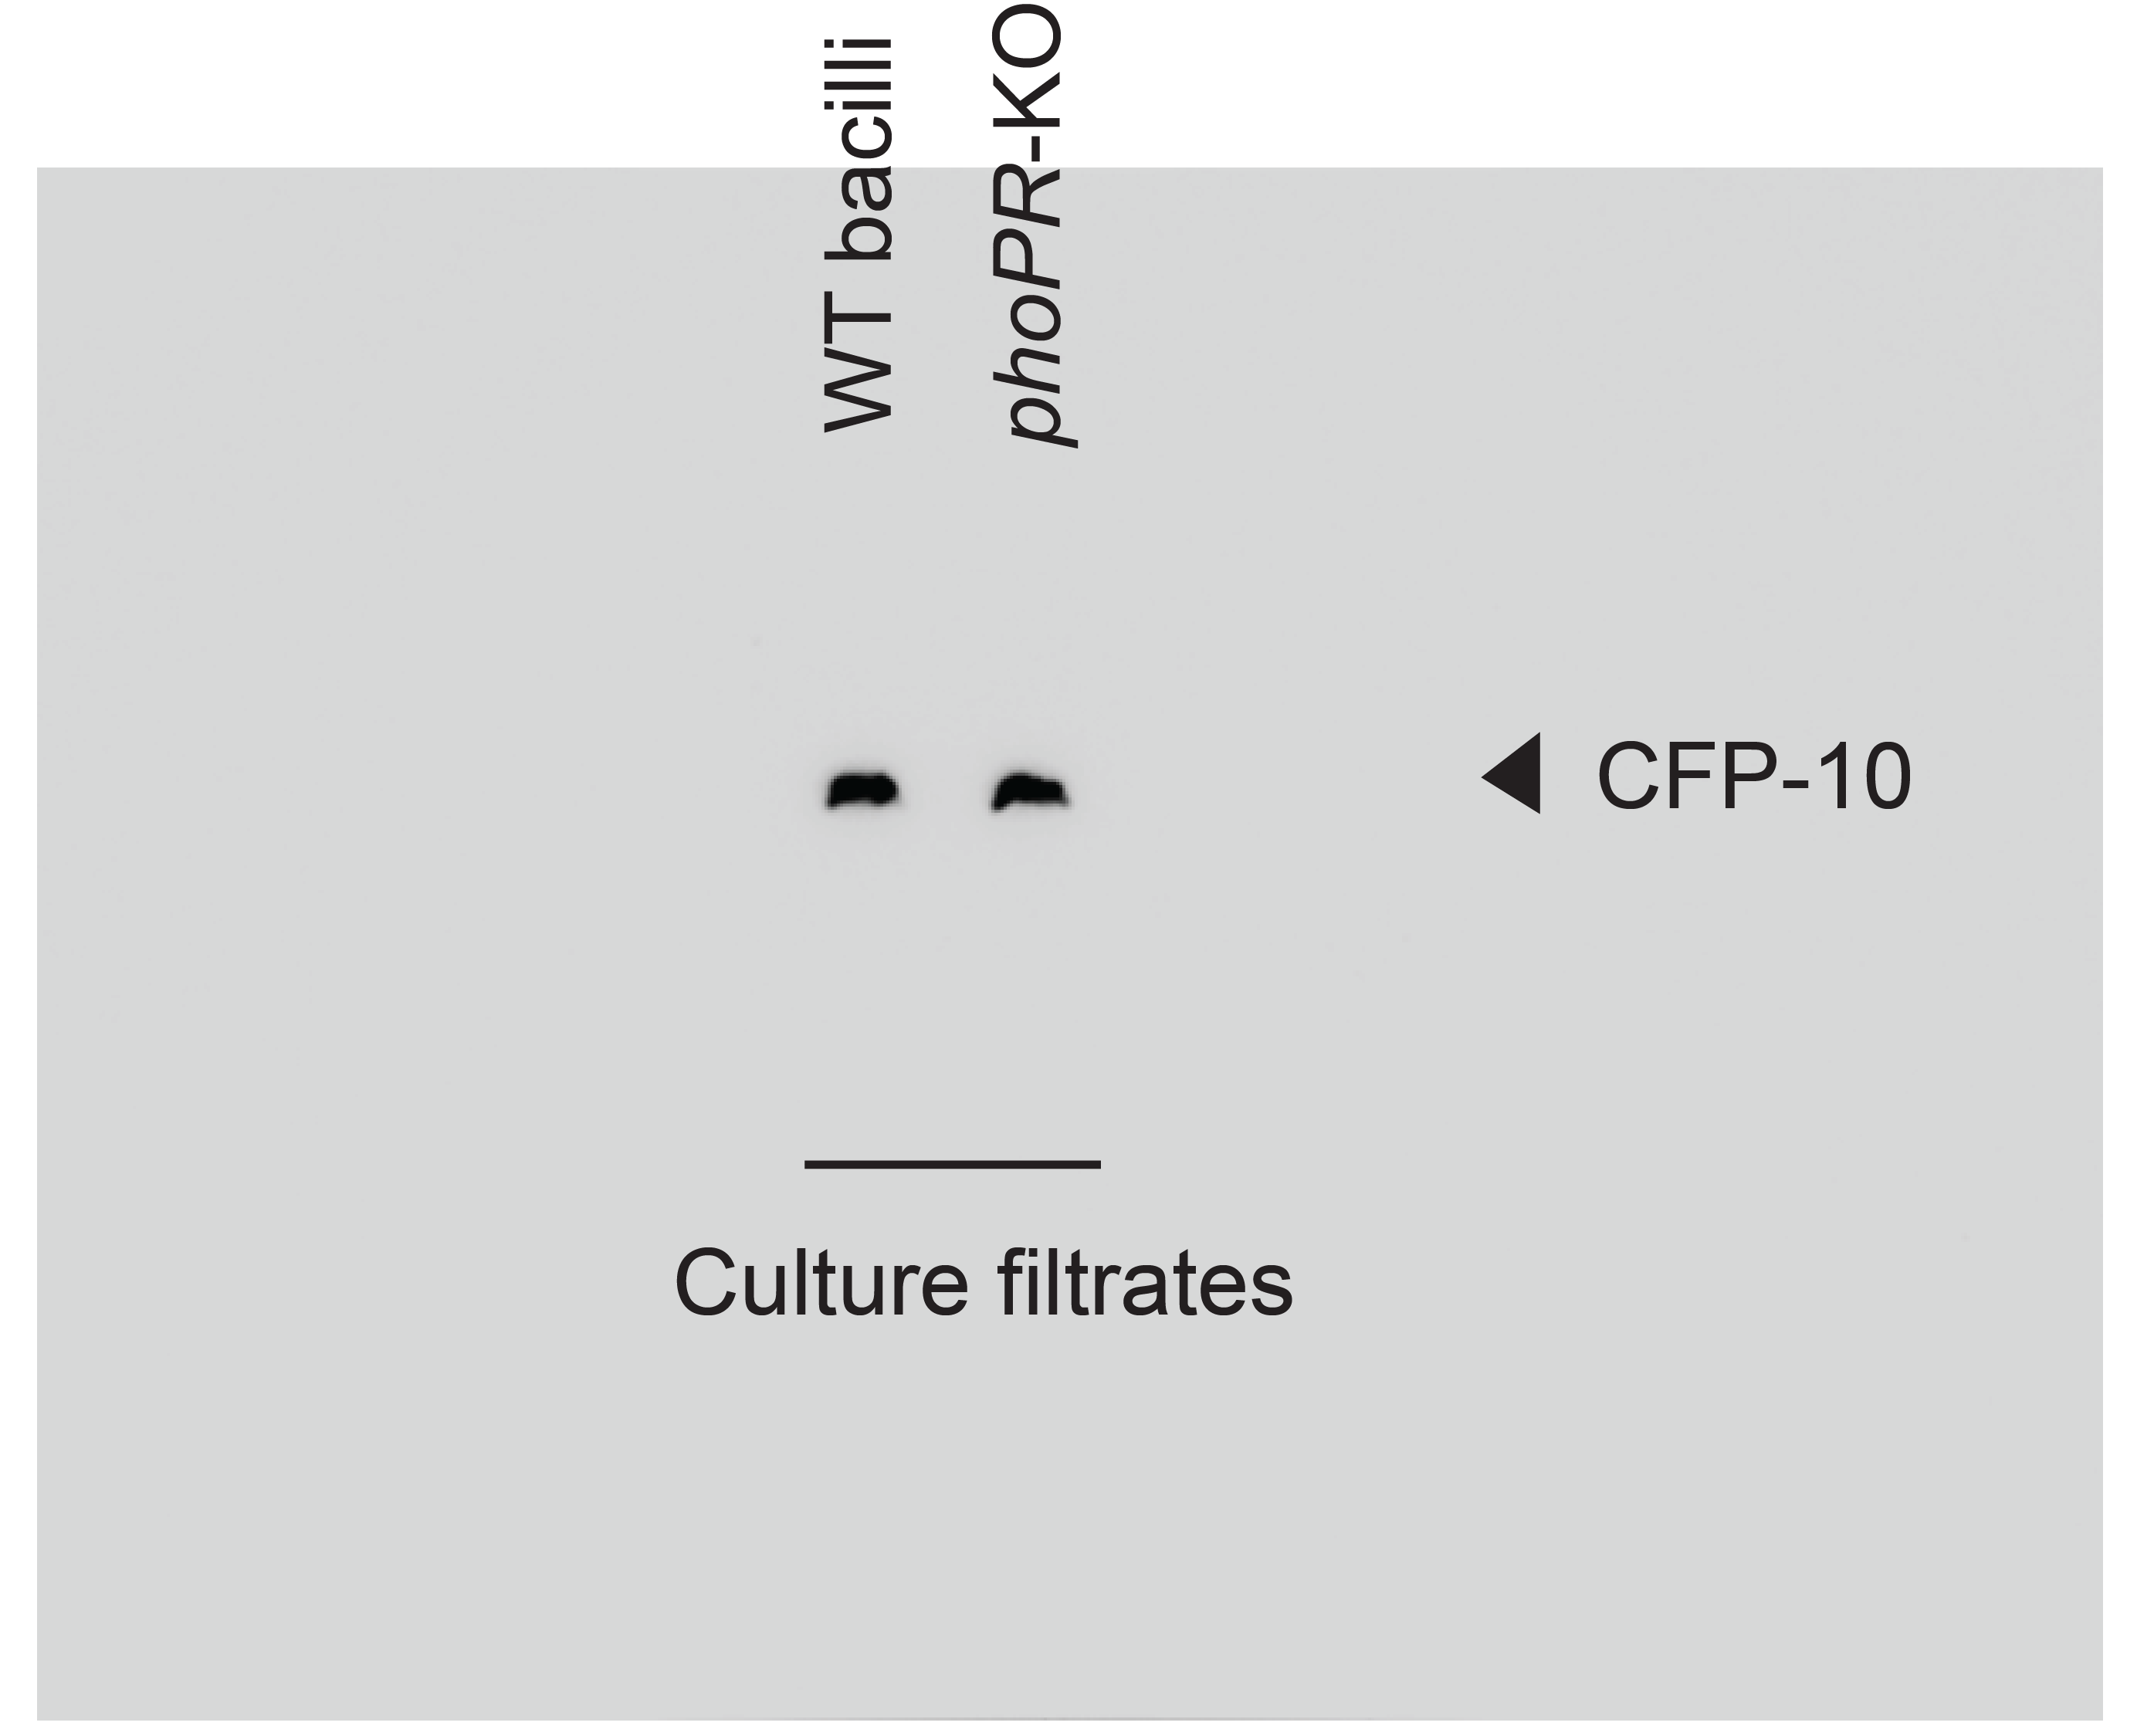 WT bacilli
phoPR-KO
CFP-10
Culture filtrates